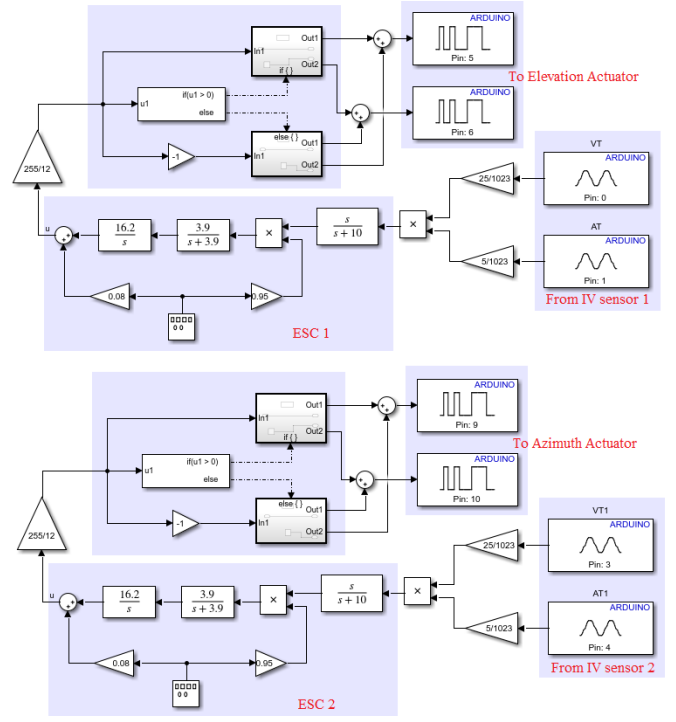 ARDUINO
Pin: 5
To Elevation Actuator
ARDUINO
Pin: 6
In1
Out1
Out2
if { }
u1
if(u1 > 0)
else
else { }
In1
Out1
Out2
-1
255/12
u
16.2
s
3.9
s + 3.9
×
s
s + 10
×
0.08
0.95
ESC 1
25/1023
5/1023
VT
ARDUINO
Pin: 0
AT
ARDUINO
Pin: 1
From IV sensor 1
ARDUINO
Pin: 9
To Azimuth Actuator
ARDUINO
Pin: 10
In1
Out1
Out2
if { }
u1
if(u1 > 0)
else
else { }
In1
Out1
Out2
-1
255/12
u
16.2
s
3.9
s + 3.9
×
s
s + 10
×
0.08
0.95
ESC 2
25/1023
5/1023
VT1
ARDUINO
Pin: 3
AT1
ARDUINO
Pin: 4
From IV sensor 2